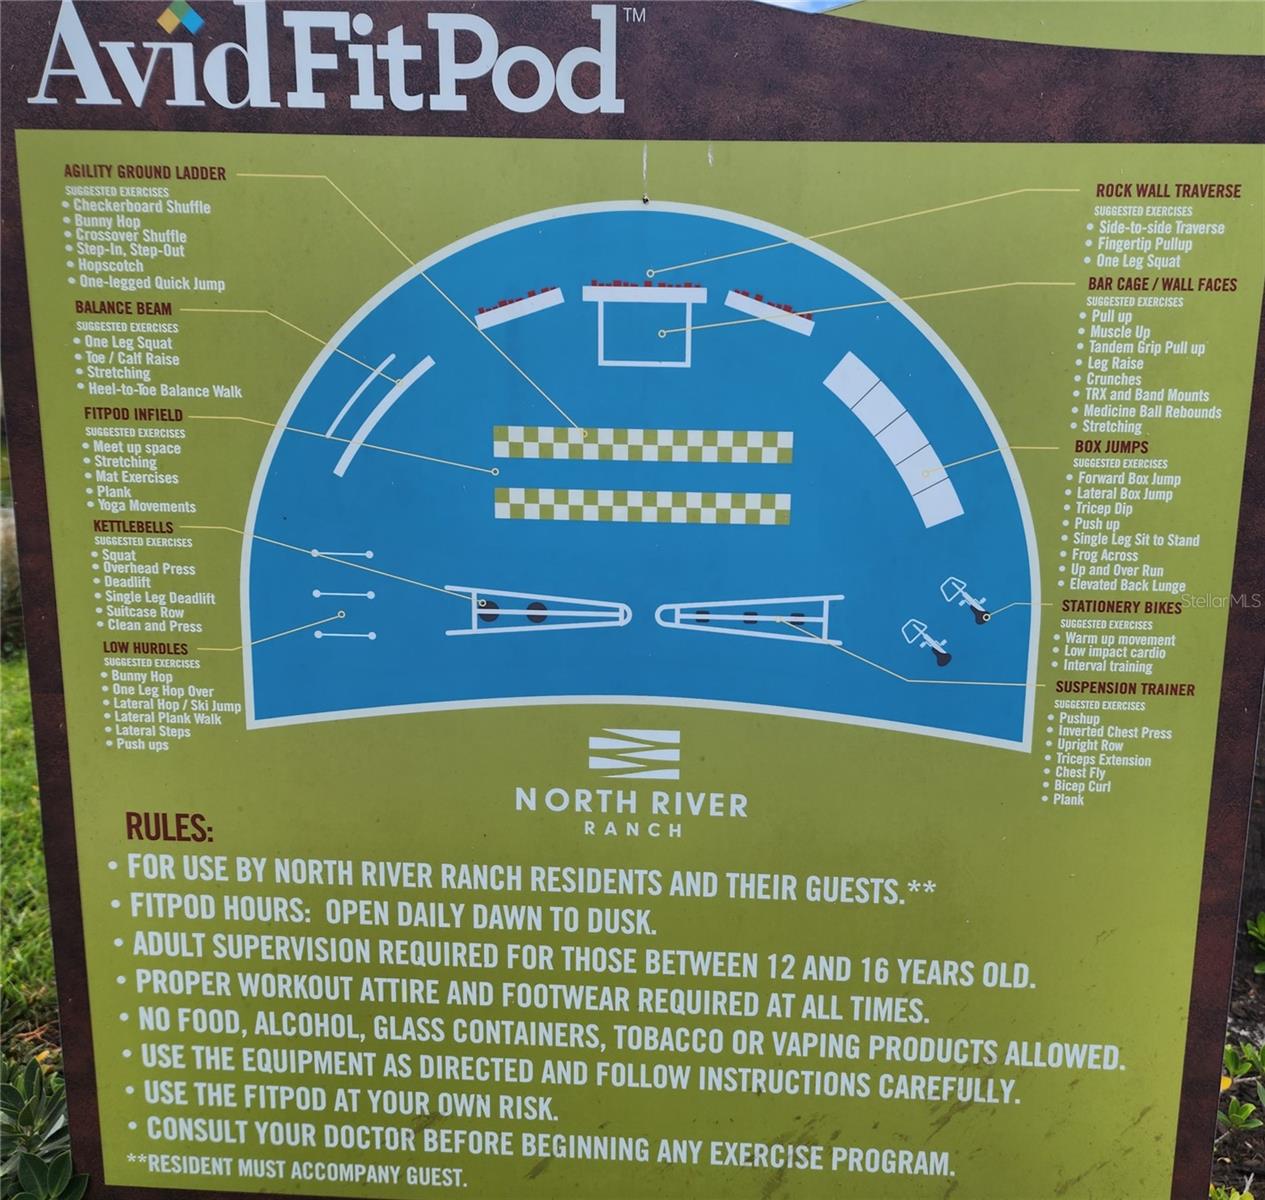 AvidFitPod™
AGILITY GROUND LADDER
SUGGESTED EXERCISES
• Checkerboard Shuffle
• Bunny Hop
• Crossover Shuffle
• Step-In, Step-Out
• Hopscotch
• One-legged Quick Jump
BALANCE BEAM
SUGGESTED EXERCISES
• One Leg Squat
• Toe / Calf Raise
• Stretching
• Heel-to-Toe Balance Walk
FITPOD INFIELD
SUGGESTED EXERCISES
• Meet up space
• Stretching
• Mat Exercises
• Plank
• Yoga Movements
KETTLEBELLS
SUGGESTED EXERCISES
• Squat
• Overhead Press
• Deadlift
• Single Leg Deadlift
• Suitcase Row
• Clean and Press
LOW HURDLES
SUGGESTED EXERCISES
• Bunny Hop
• One Leg Hop Over
• Lateral Hop / Ski Jump
• Lateral Plank Walk
• Lateral Steps
• Push ups
ROCK WALL TRAVERSE
SUGGESTED EXERCISES
• Side-to-side Traverse
• Fingertip Pullup
• One Leg Squat
BAR CAGE / WALL FACES
SUGGESTED EXERCISES
• Pull up
• Muscle Up
• Tandem Grip Pull up
• Leg Raise
• Crunches
• TRX and Band Mounts
• Medicine Ball Rebounds
• Stretching
BOX JUMPS
SUGGESTED EXERCISES
• Forward Box Jump
• Lateral Box Jump
• Tricep Dip
• Push up
• Single Leg Sit to Stand
• Frog Across
• Up and Over Run
• Elevated Back Lunge
StellarMLS
STATIONERY BIKES
SUGGESTED EXERCISES
• Warm up movement
• Low impact cardio
• Interval training
SUSPENSION TRAINER
SUGGESTED EXERCISES
• Pushup
• Inverted Chest Press
• Upright Row
• Triceps Extension
• Chest Fly
• Bicep Curl
• Plank
NORTH RIVER
RANCH
RULES:
• FOR USE BY NORTH RIVER RANCH RESIDENTS AND THEIR GUESTS.**
• FITPOD HOURS: OPEN DAILY DAWN TO DUSK.
• ADULT SUPERVISION REQUIRED FOR THOSE BETWEEN 12 AND 16 YEARS OLD.
• PROPER WORKOUT ATTIRE AND FOOTWEAR REQUIRED AT ALL TIMES.
• NO FOOD, ALCOHOL, GLASS CONTAINERS, TOBACCO OR VAPING PRODUCTS ALLOWED.
• USE THE EQUIPMENT AS DIRECTED AND FOLLOW INSTRUCTIONS CAREFULLY.
• USE THE FITPOD AT YOUR OWN RISK.
• CONSULT YOUR DOCTOR BEFORE BEGINNING ANY EXERCISE PROGRAM.
**RESIDENT MUST ACCOMPANY GUEST.